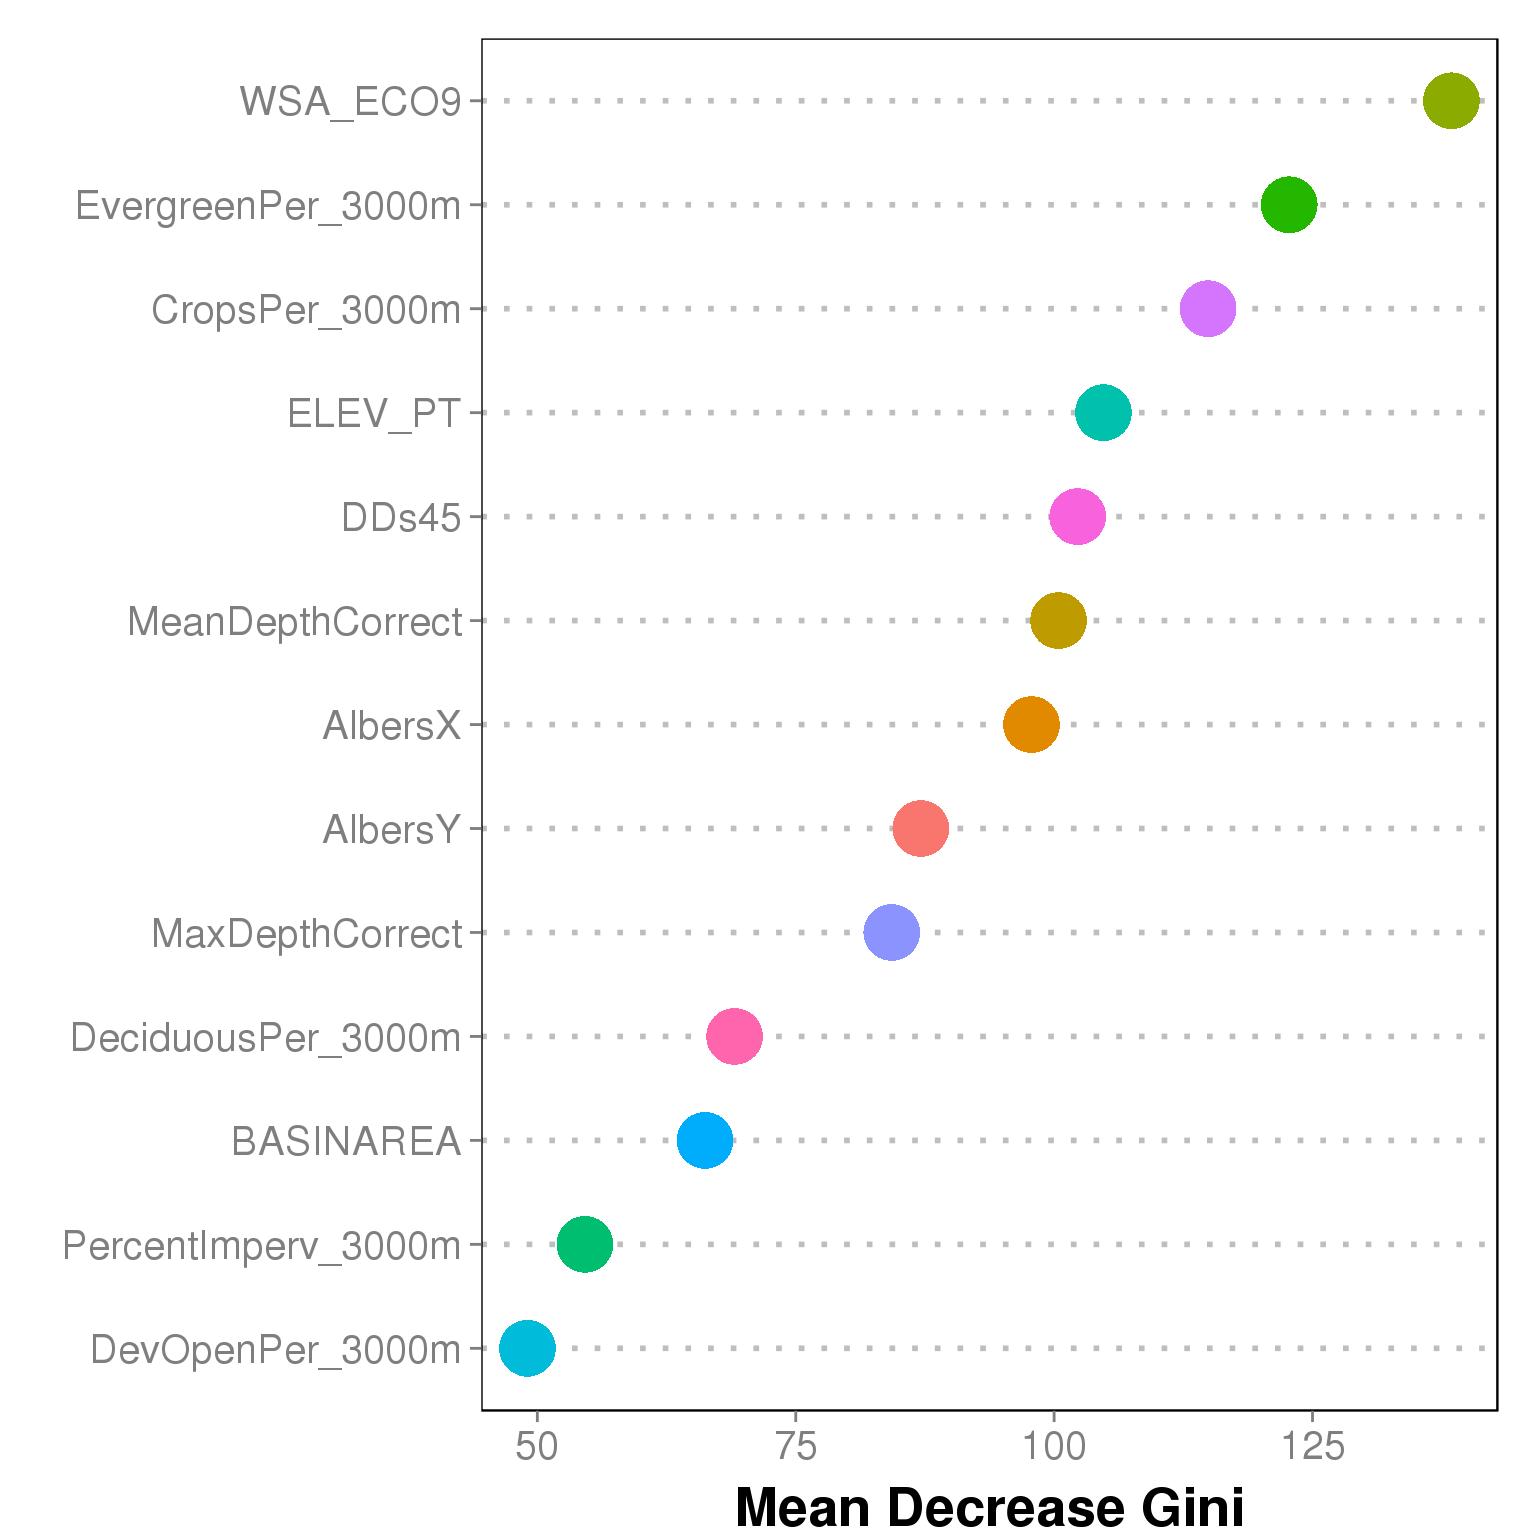 WSA_ECO9
EvergreenPer_3000m
CropsPer_3000m
ELEV_PT
DDs45
MeanDepthCorrect
AlbersX
AlbersY
MaxDepthCorrect
DeciduousPer_3000m
BASINAREA
PercentImperv_3000m
DevOpenPer_3000m
50 75 100 125
Mean Decrease Gini